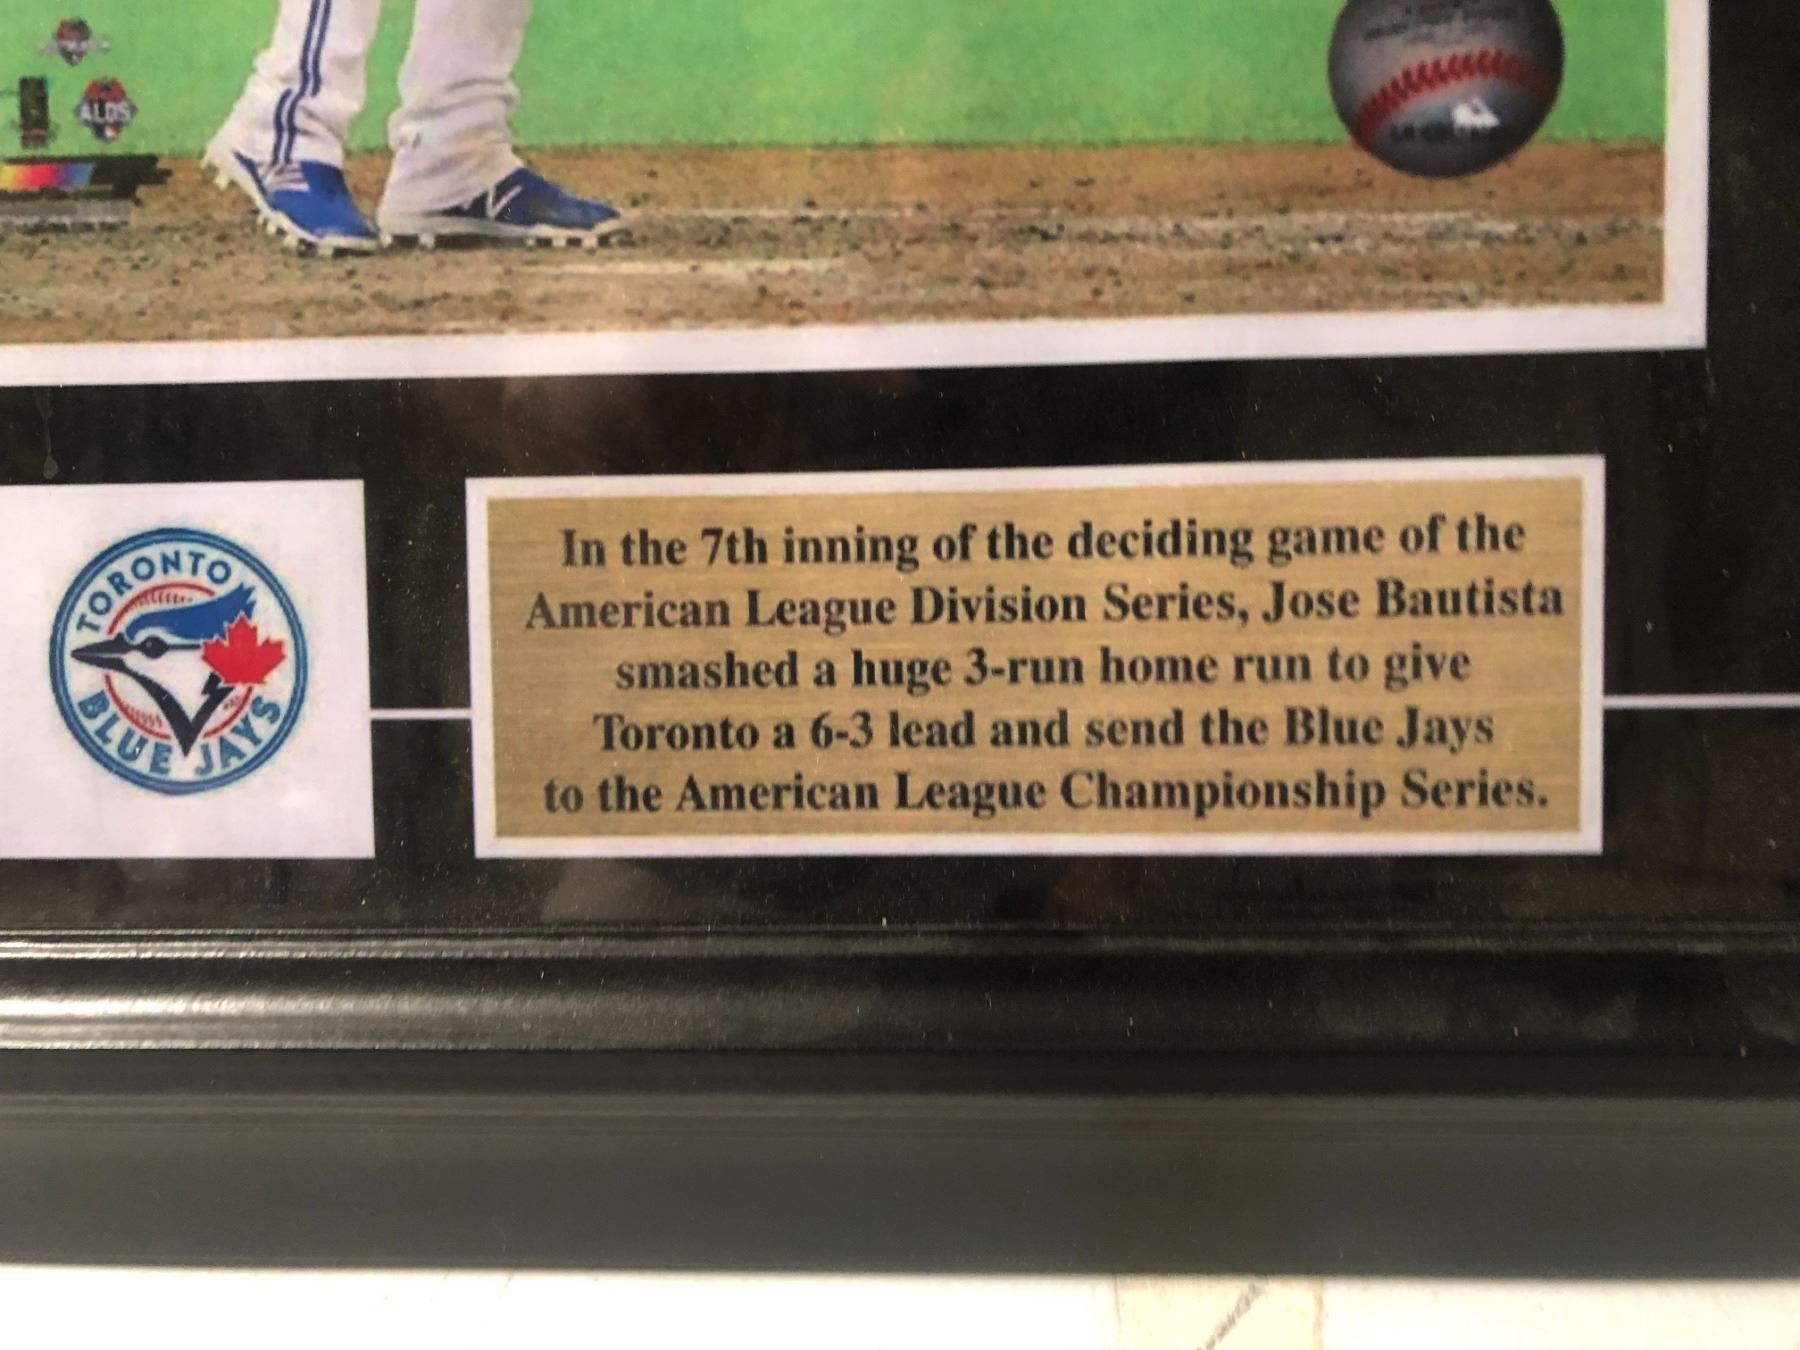 ALDS
TORONTO
BLUE JAYS
In the 7th inning of the deciding game of the
American League Division Series, Jose Bautista
smashed a huge 3-run home run to give
Toronto a 6-3 lead and send the Blue Jays
to the American League Championship Series.